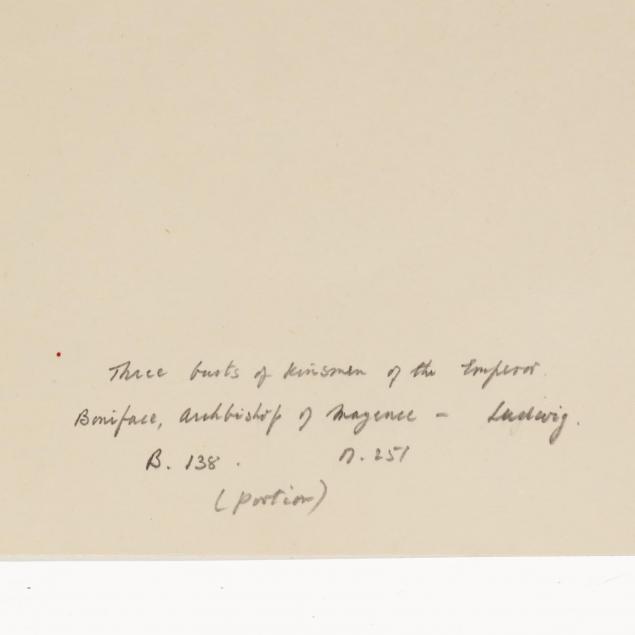 Three busts of kinsmen of the Emperor.
Boniface, Archbishop of Mayence - Ludwig.
B. 138. M. 251
(portion)